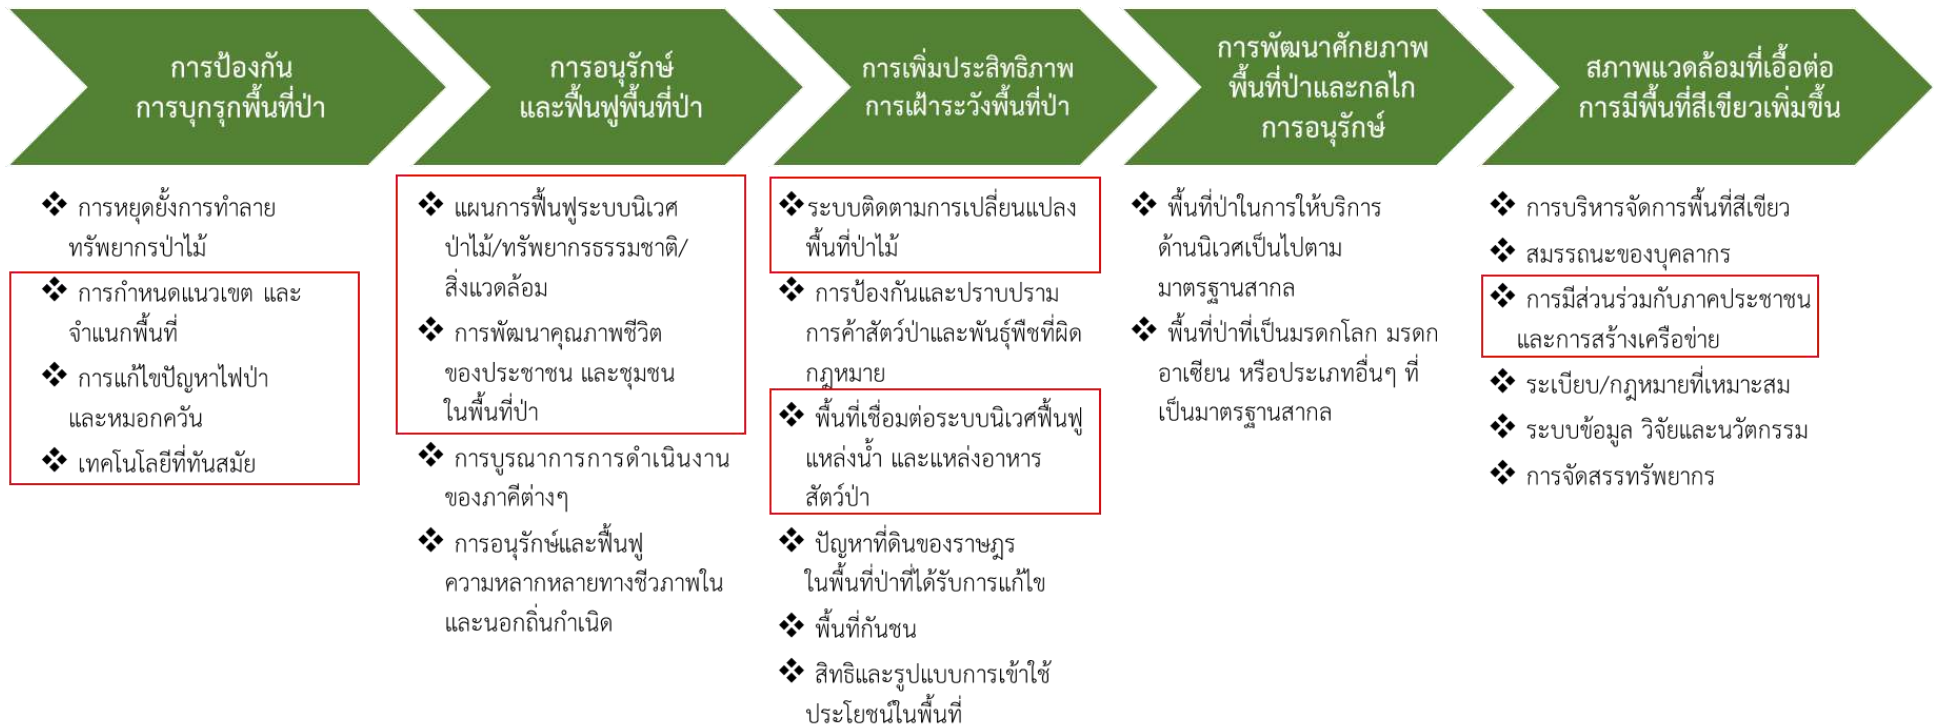 การป้องกัน
การบุกรุกพื้นที่ป่า
❖ การหยุดยั้งการทำลาย
ทรัพยากรป่าไม้
❖ การกำหนดแนวเขต และ
จำแนกพื้นที่
❖ การแก้ไขปัญหาไฟป่า
และหมอกควัน
❖ เทคโนโลยีที่ทันสมัย
การอนุรักษ์
และฟื้นฟูพื้นที่ป่า
❖ แผนการฟื้นฟูระบบนิเวศ
ป่าไม้/ทรัพยากรธรรมชาติ/
สิ่งแวดล้อม
❖ การพัฒนาคุณภาพชีวิต
ของประชาชน และชุมชน
ในพื้นที่ป่า
❖ การบูรณาการการดำเนินงาน
ของภาคีต่างๆ
❖ การอนุรักษ์และฟื้นฟู
ความหลากหลายทางชีวภาพใน
และนอกถิ่นกำเนิด
การเพิ่มประสิทธิภาพ
การเฝ้าระวังพื้นที่ป่า
❖ ระบบติดตามการเปลี่ยนแปลง
พื้นที่ป่าไม้
❖ การป้องกันและปราบปราม
การค้าสัตว์ป่าและพันธุ์พืชที่ผิด
กฎหมาย
❖ พื้นที่เชื่อมต่อระบบนิเวศฟื้นฟู
แหล่งน้ำ และแหล่งอาหาร
สัตว์ป่า
❖ ปัญหาที่ดินของราษฎร
ในพื้นที่ป่าที่ได้รับการแก้ไข
❖ พื้นที่กันชน
❖ สิทธิและรูปแบบการเข้าใช้
ประโยชน์ในพื้นที่
การพัฒนาศักยภาพ
พื้นที่ป่าและกลไก
การอนุรักษ์
❖ พื้นที่ป่าในการให้บริการ
ด้านนิเวศเป็นไปตาม
มาตรฐานสากล
❖ พื้นที่ป่าที่เป็นมรดกโลก มรดก
อาเซียน หรือประเภทอื่นๆ ที่
เป็นมาตรฐานสากล
สภาพแวดล้อมที่เอื้อต่อ
การมีพื้นที่สีเขียวเพิ่มขึ้น
❖ การบริหารจัดการพื้นที่สีเขียว
❖ สมรรถนะของบุคลากร
❖ การมีส่วนร่วมกับภาคประชาชน
และการสร้างเครือข่าย
❖ ระเบียบ/กฎหมายที่เหมาะสม
❖ ระบบข้อมูล วิจัยและนวัตกรรม
❖ การจัดสรรทรัพยากร